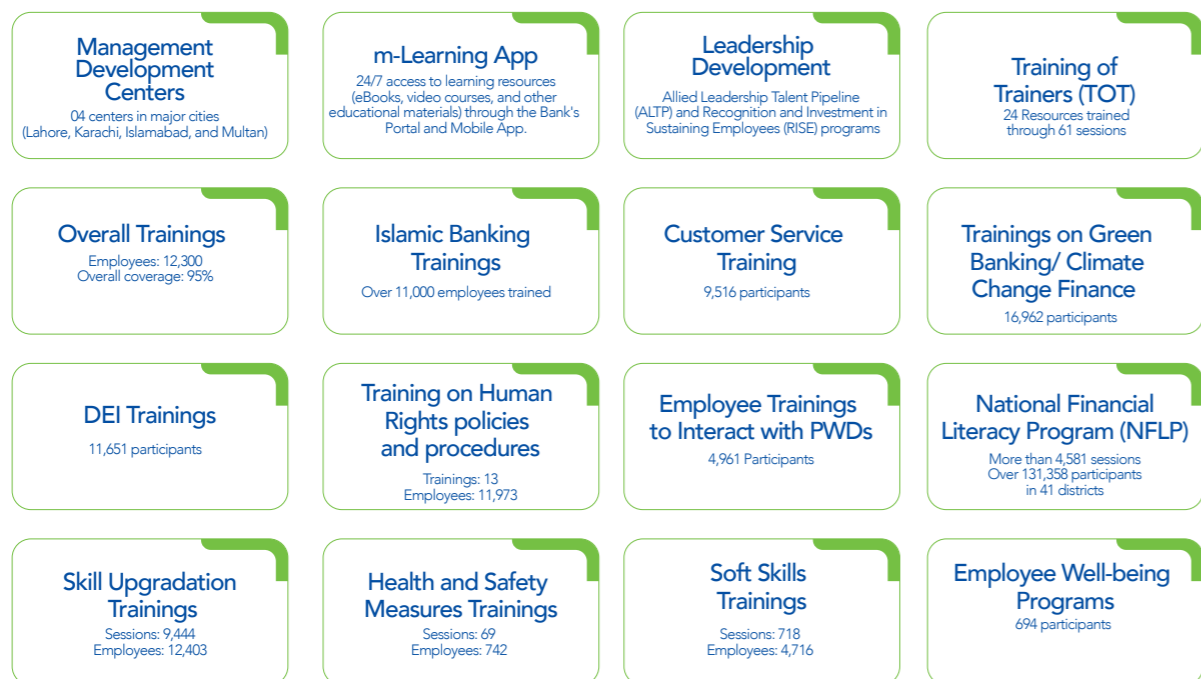 Management
Development
Centers
04 centers in major cities
(Lahore, Karachi, Islamabad, and Multan)
m-Learning App
24/7 access to learning resources
(eBooks, video courses, and other
educational materials) through the Bank's
Portal and Mobile App.
Leadership
Development
Allied Leadership Talent Pipeline
(ALTP) and Recognition and Investment in
Sustaining Employees (RISE) programs
Training of
Trainers (TOT)
24 Resources trained
through 61 sessions
Overall Trainings
Employees: 12,300
Overall coverage: 95%
Islamic Banking
Trainings
Over 11,000 employees trained
Customer Service
Training
9,516 participants
Trainings on Green
Banking/ Climate
Change Finance
16,962 participants
DEI Trainings
11,651 participants
Training on Human
Rights policies
and procedures
Trainings: 13
Employees: 11,973
Employee Trainings
to Interact with PWDs
4,961 Participants
National Financial
Literacy Program (NFLP)
More than 4,581 sessions
Over 131,358 participants
in 41 districts
Skill Upgradation
Trainings
Sessions: 9,444
Employees: 12,403
Health and Safety
Measures Trainings
Sessions: 69
Employees: 742
Soft Skills
Trainings
Sessions: 718
Employees: 4,716
Employee Well-being
Programs
694 participants